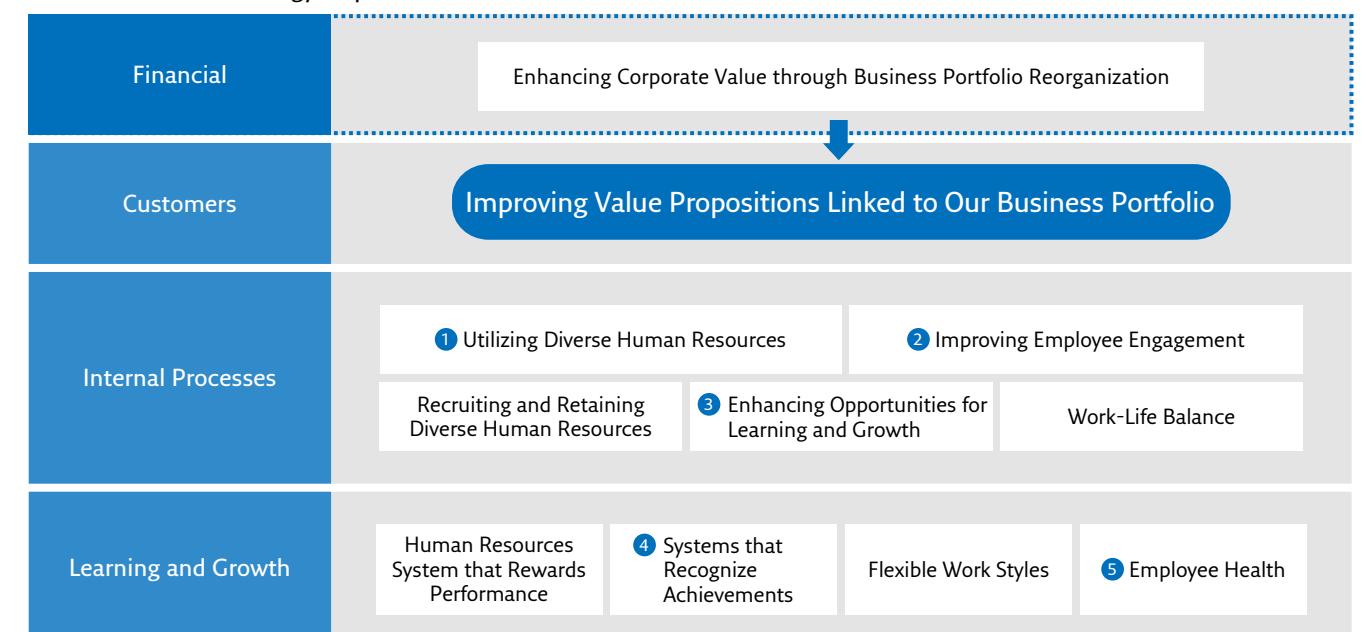 Financial
Enhancing Corporate Value through Business Portfolio Reorganization
Customers
Improving Value Propositions Linked to Our Business Portfolio
Internal Processes
1 Utilizing Diverse Human Resources
2 Improving Employee Engagement
Recruiting and Retaining
Diverse Human Resources
3 Enhancing Opportunities for
Learning and Growth
Work-Life Balance
Learning and Growth
Human Resources
System that Rewards
Performance
4 Systems that
Recognize
Achievements
Flexible Work Styles
5 Employee Health